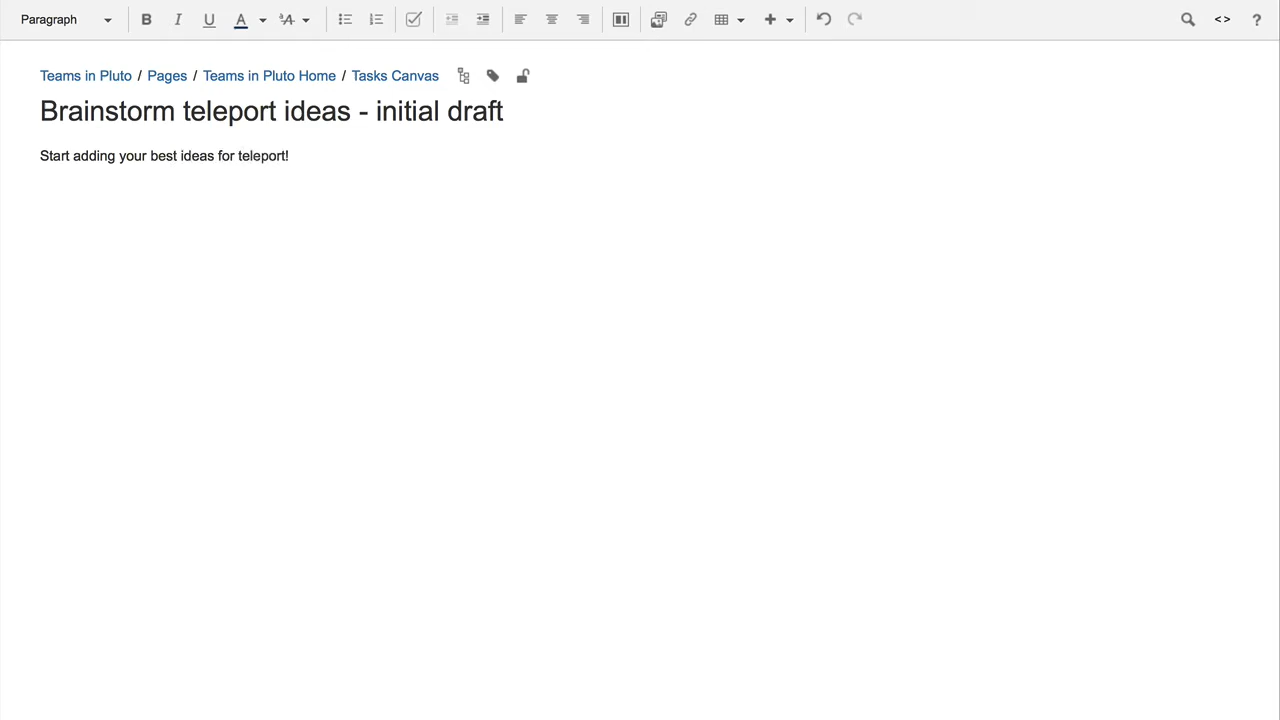 Paragraph B I U A ªA < > ?
Teams in Pluto / Pages / Teams in Pluto Home / Tasks Canvas
Brainstorm teleport ideas - initial draft
Start adding your best ideas for teleport!